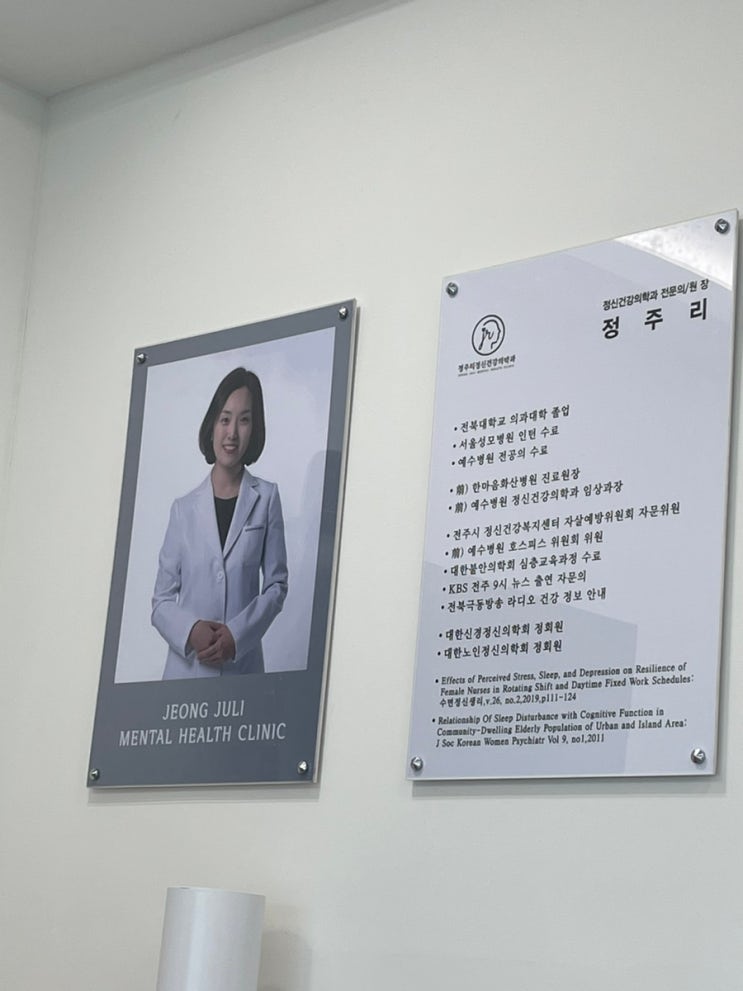 JEONG JULI
MENTAL HEALTH CLINIC
정주리정신건강의학과
JEONG JULI MENTAL HEALTH CLINIC
정신건강의학과 전문의/원 장
정 주 리
• 전북대학교 의과대학 졸업
• 서울성모병원 인턴 수료
• 예수병원 전공의 수료
• 前) 한마음화산병원 진료원장
• 前) 예수병원 정신건강의학과 임상과장
• 전주시 정신건강복지센터 자살예방위원회 자문위원
• 前) 예수병원 호스피스 위원회 위원
• 대한불안의학회 심층교육과정 수료
• KBS 전주 9시 뉴스 출연 자문의
• 전북극동방송 라디오 건강 정보 안내
• 대한신경정신의학회 정회원
• 대한노인정신의학회 정회원
• Effects of Perceived Stress, Sleep, and Depression on Resilience of
Female Nurses in Rotating Shift and Daytime Fixed Work Schedules:
수면정신생리,v.26, no.2,2019,p111-124
• Relationship Of Sleep Disturbance with Cognitive Function in
Community-Dwelling Elderly Population of Urban and Island Area:
J Soc Korean Women Psychiatr Vol 9, no1,2011